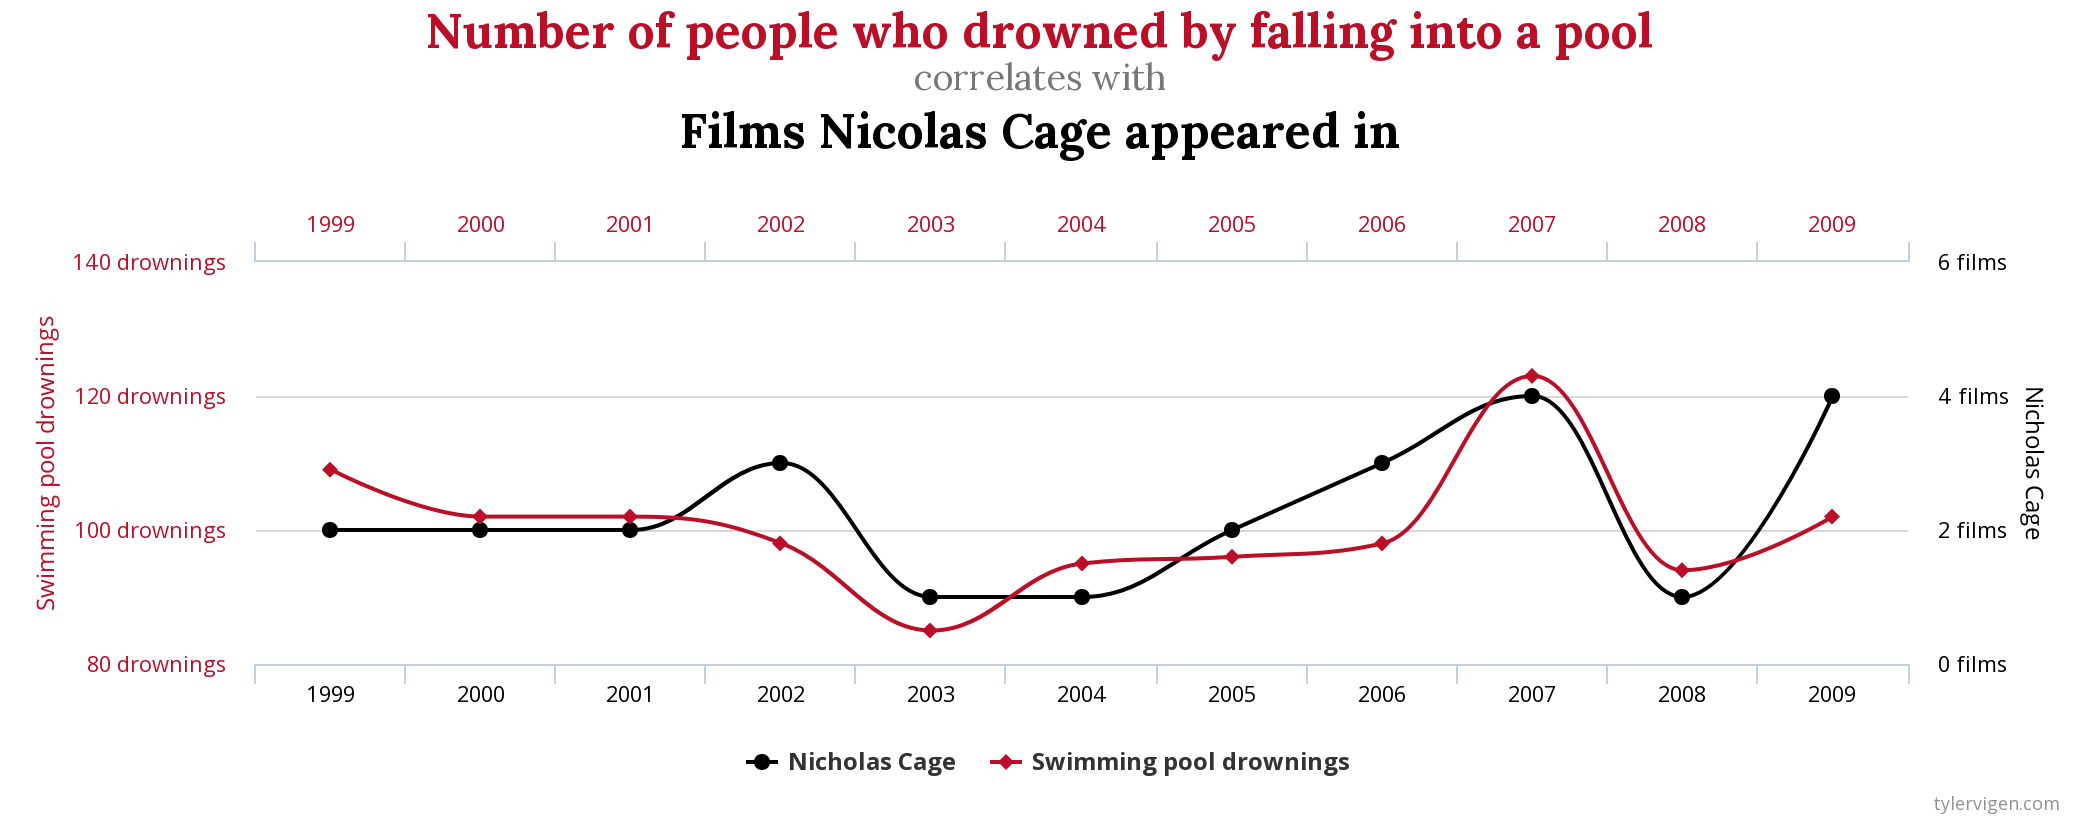 Number of people who drowned by falling into a pool
correlates with
Films Nicolas Cage appeared in
1999 2000 2001 2002 2003 2004 2005 2006 2007 2008 2009
140 drownings 6 films
120 drownings 4 films
100 drownings 2 films
80 drownings 0 films
Swimming pool drownings
Nicholas Cage
1999 2000 2001 2002 2003 2004 2005 2006 2007 2008 2009
Nicholas Cage Swimming pool drownings
tylervigen.com